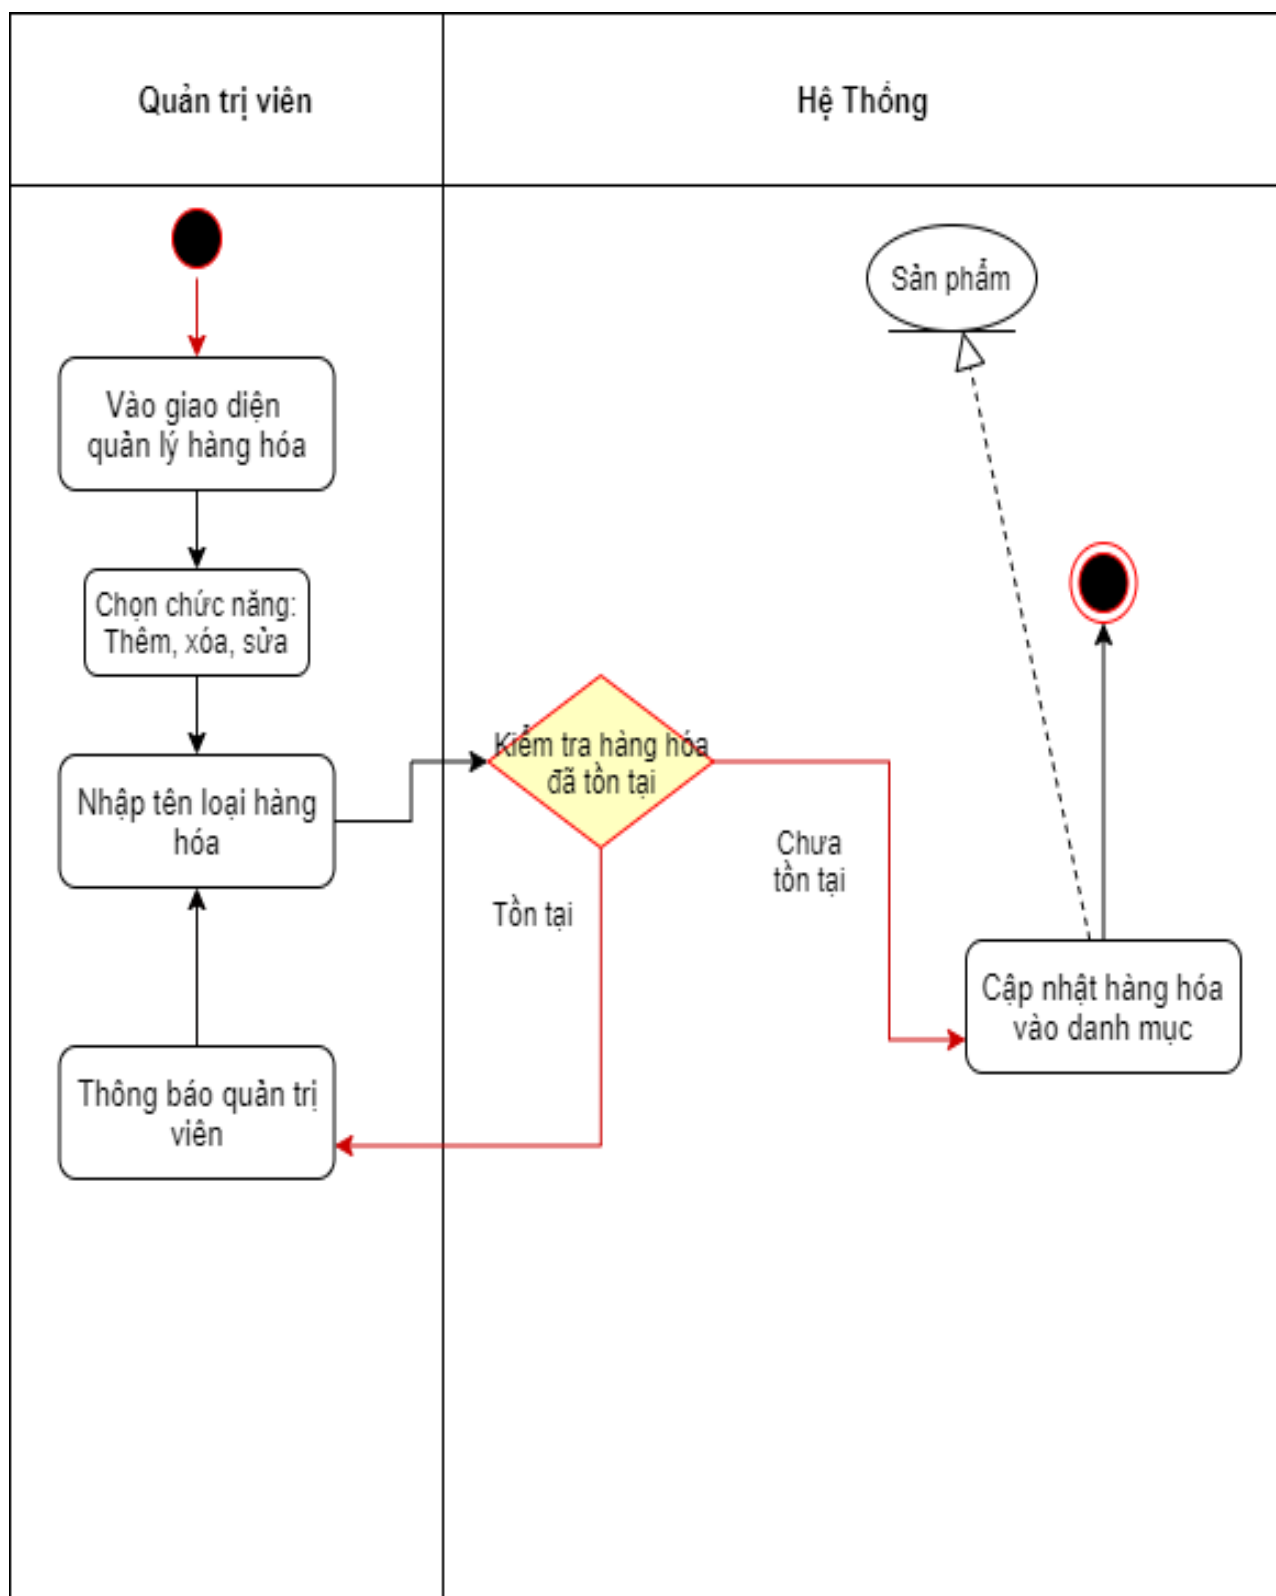 Quản trị viên
Hệ Thống
Sản phẩm
Vào giao diện
quản lý hàng hóa
Chọn chức năng:
Thêm, xóa, sửa
Kiểm tra hàng hóa
đã tồn tại
Nhập tên loại hàng
hóa
Chưa
tồn tại
Tồn tại
Cập nhật hàng hóa
vào danh mục
Thông báo quản trị
viên